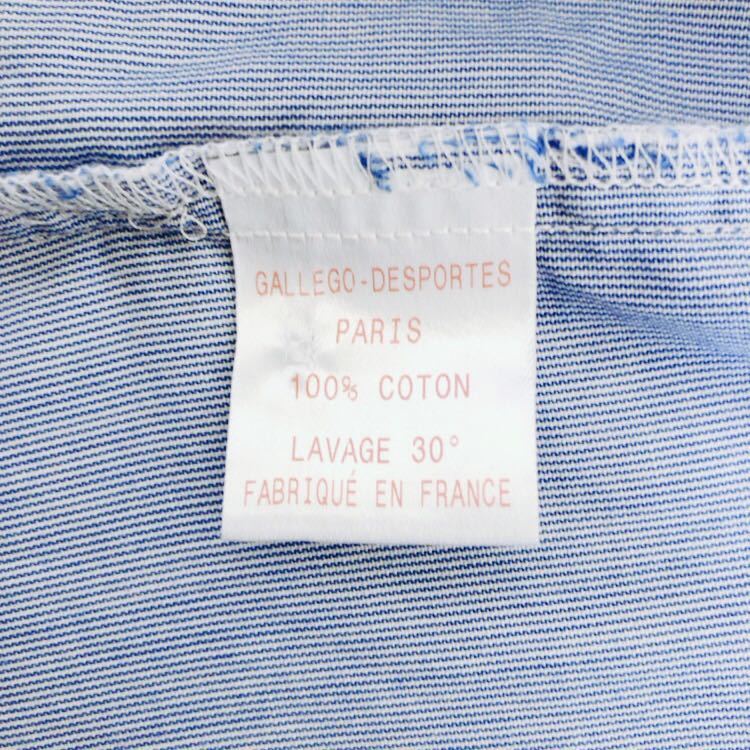 GALLEGO-DESPORTES
PARIS
100% COTON
LAVAGE 30°
FABRIQUÉ EN FRANCE